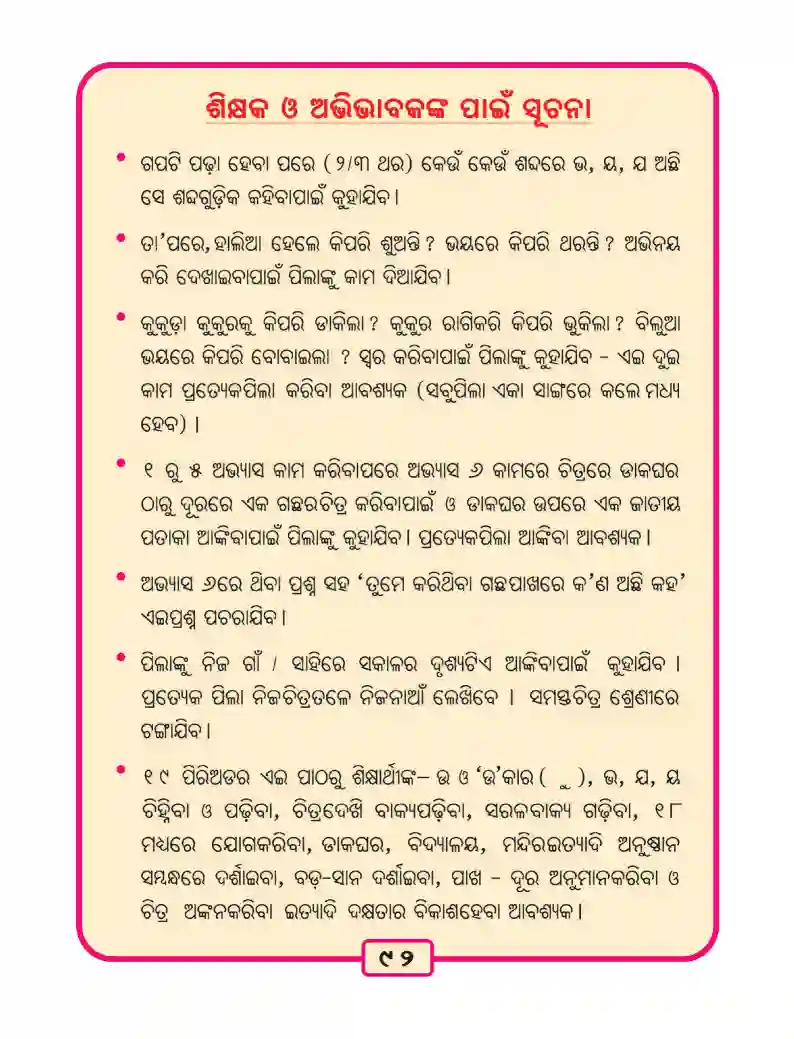 ଶିକ୍ଷକ ଓ ଅଭିଭାବକଙ୍କ ପାଇଁ ସୂଚନା
• ଗପଟି ପଢ଼ା ହେବା ପରେ (୨/୩ ଥର) କେଉଁ କେଉଁ ଶବ୍ଦରେ ଭ, ୟ, ଯ ଅଛି
ସେ ଶବ୍ଦଗୁଡ଼ିକ କହିବାପାଇଁ କୁହାଯିବ।
• ତା'ପରେ, ହାଲିଆ ହେଲେ କିପରି ଶୁଅନ୍ତି? ଭୟରେ କିପରି ଥରନ୍ତି? ଅଭିନୟ
କରି ଦେଖାଇବାପାଇଁ ପିଲାଙ୍କୁ କାମ ଦିଆଯିବ।
• କୁକୁଡ଼ା କୁକୁରକୁ କିପରି ଡାକିଲା? କୁକୁର ରାଗିକରି କିପରି ଭୁକିଲା? ବିଲୁଆ
ଭୟରେ କିପରି ବୋବାଇଲା ? ସ୍ୱର କରିବାପାଇଁ ପିଲାଙ୍କୁ କୁହାଯିବ – ଏଇ ଦୁଇ
କାମ ପ୍ରତ୍ୟେକପିଲା କରିବା ଆବଶ୍ୟକ (ସବୁପିଲା ଏକା ସାଙ୍ଗରେ କଲେ ମଧ୍ୟ
ହେବ) ।
• ୧ ରୁ ୫ ଅଭ୍ୟାସ କାମ କରିବାପରେ ଅଭ୍ୟାସ ୬ କାମରେ ଚିତ୍ରରେ ଡାକଘର
ଠାରୁ ଦୂରରେ ଏକ ଗଛରଚିତ୍ର କରିବାପାଇଁ ଓ ଡାକଘର ଉପରେ ଏକ ଜାତୀୟ
ପତାକା ଆଙ୍କିବାପାଇଁ ପିଲାଙ୍କୁ କୁହାଯିବ। ପ୍ରତ୍ୟେକପିଲା ଆଙ୍କିବା ଆବଶ୍ୟକ।
• ଅଭ୍ୟାସ ୬ରେ ଥିବା ପ୍ରଶ୍ନ ସହ 'ତୁମେ କରିଥିବା ଗଛପାଖରେ କ'ଣ ଅଛି କହ'
ଏଇପ୍ରଶ୍ନ ପଚରାଯିବ।
• ପିଲାଙ୍କୁ ନିଜ ଗାଁ / ସାହିରେ ସକାଳର ଦୃଶ୍ୟଟିଏ ଆଙ୍କିବାପାଇଁ କୁହାଯିବ।
ପ୍ରତ୍ୟେକ ପିଲା ନିଜଚିତ୍ରତଳେ ନିଜନାଆଁ ଲେଖିବେ । ସମସ୍ତଚିତ୍ର ଶ୍ରେଣୀରେ
ଟଙ୍ଗାଯିବ।
• ୧୯ ପିରିଅଡର ଏଇ ପାଠରୁ ଶିକ୍ଷାର୍ଥୀଙ୍କ– ଉ ଓ 'ଉ'କାର ( ୁ ), ଭ, ଯ, ୟ
ଚିହ୍ନିବା ଓ ପଢ଼ିବା, ଚିତ୍ରଦେଖି ବାକ୍ୟପଢ଼ିବା, ସରଳବାକ୍ୟ ଗଢ଼ିବା, ୧୮
ମଧ୍ୟରେ ଯୋଗକରିବା, ଡାକଘର, ବିଦ୍ୟାଳୟ, ମନ୍ଦିରଇତ୍ୟାଦି ଅନୁଷ୍ଠାନ
ସମ୍ବନ୍ଧରେ ଦର୍ଶାଇବା, ବଡ଼-ସାନ ଦର୍ଶାଇବା, ପାଖ – ଦୂର ଅନୁମାନକରିବା ଓ
ଚିତ୍ର ଅଙ୍କନକରିବା ଇତ୍ୟାଦି ଦକ୍ଷତାର ବିକାଶହେବା ଆବଶ୍ୟକ।
୯୨